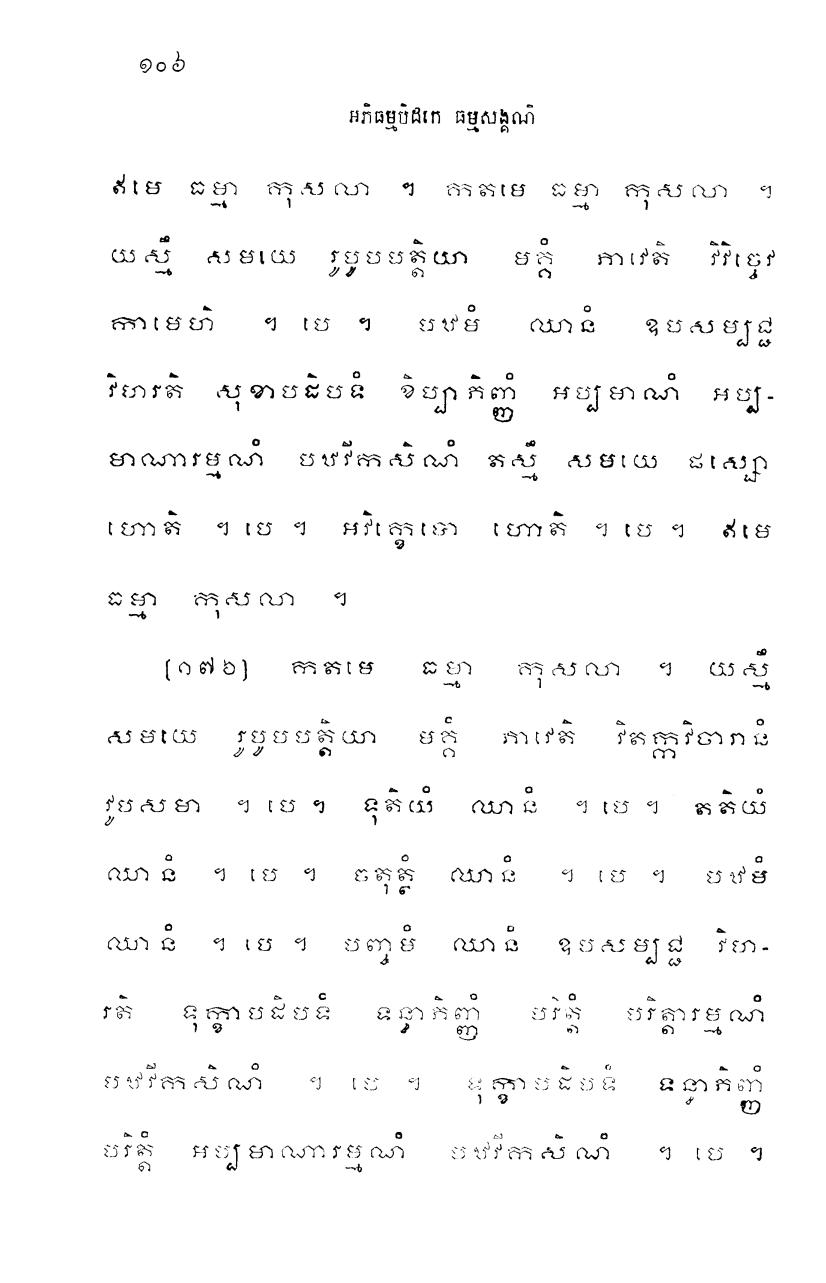 ១០៦
អភិធម្មបិដកេ ធម្មសង្គណិ
ឥមេ ធម្មា កុសលា ។ កតមេ ធម្មា កុសលា ។
យស្មឹ សមយេ រូបូបបត្តិយា មគ្គំ ភាវេតិ វិវិច្ចេវ
កាមេហិ ។ បេ ។ បឋមំ ឈានំ ឧបសម្បជ្ជ
វិហរតិ សុខាបដិបទំ ខិប្បាភិញ្ញំ អប្បមាណំ អប្ប-
មាណារម្មណំ បឋវីកសិណំ តស្មឹ សមយេ ផស្សោ
ហោតិ ។ បេ ។ អវិក្ខេបោ ហោតិ ។ បេ ។ ឥមេ
ធម្មា កុសលា ។
[១៧៦] កតមេ ធម្មា កុសលា ។ យស្មឹ
សមយេ រូបូបបត្តិយា មគ្គំ ភាវេតិ វិតក្កវិចារានំ
វូបសមា ។ បេ ។ ទុតិយំ ឈានំ ។ បេ ។ តតិយំ
ឈានំ ។ បេ ។ ចតុត្ថំ ឈានំ ។ បេ ។ បឋមំ
ឈានំ ។ បេ ។ បញ្ចមំ ឈានំ ឧបសម្បជ្ជ វិហ-
រតិ ទុក្ខាបដិបទំ ទន្ធាភិញ្ញំ បរិត្តំ បរិត្តារម្មណំ
បឋវីកសិណំ ។ បេ ។ ទុក្ខាបដិបទំ ទន្ធាភិញ្ញំ
បរិត្តំ អប្បមាណារម្មណំ បឋវីកសិណំ ។ បេ ។